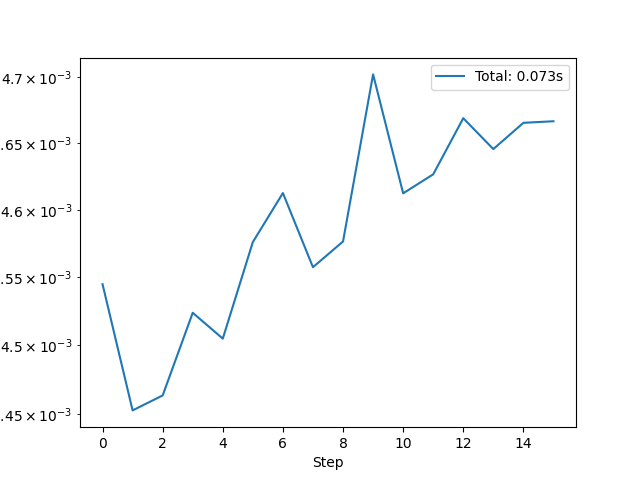 Total: 0.073s
4.7 × 10⁻³
.65 × 10⁻³
4.6 × 10⁻³
.55 × 10⁻³
4.5 × 10⁻³
.45 × 10⁻³
0 2 4 6 8 10 12 14
Step